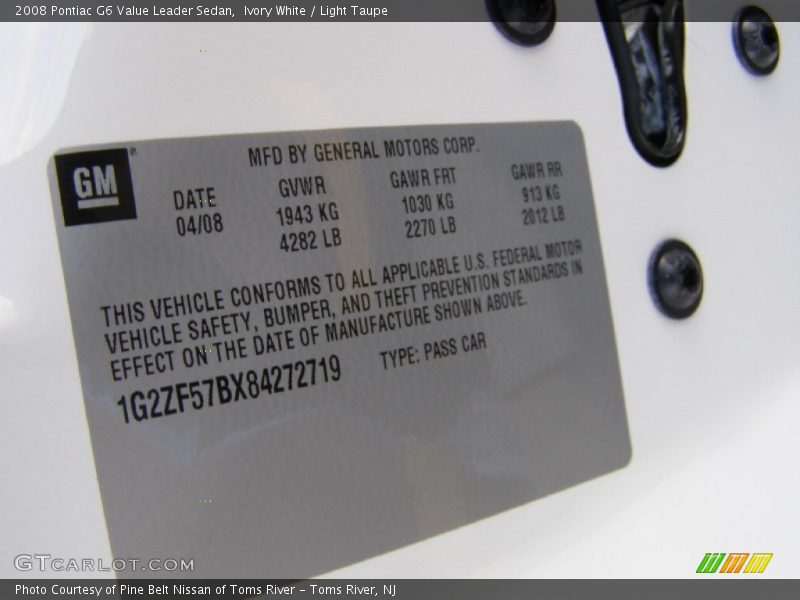 2008 Pontiac G6 Value Leader Sedan,  Ivory White / Light Taupe
GM®
MFD BY GENERAL MOTORS CORP.
DATE GVWR GAWR FRT GAWR RR
04/08 1943 KG 1030 KG 913 KG
4282 LB 2270 LB 2012 LB
THIS VEHICLE CONFORMS TO ALL APPLICABLE U.S. FEDERAL MOTOR
VEHICLE SAFETY, BUMPER, AND THEFT PREVENTION STANDARDS IN
EFFECT ON THE DATE OF MANUFACTURE SHOWN ABOVE.
1G2ZF57BX84272719 TYPE: PASS CAR
GTCARLOT.COM
Photo Courtesy of Pine Belt Nissan of Toms River - Toms River, NJ